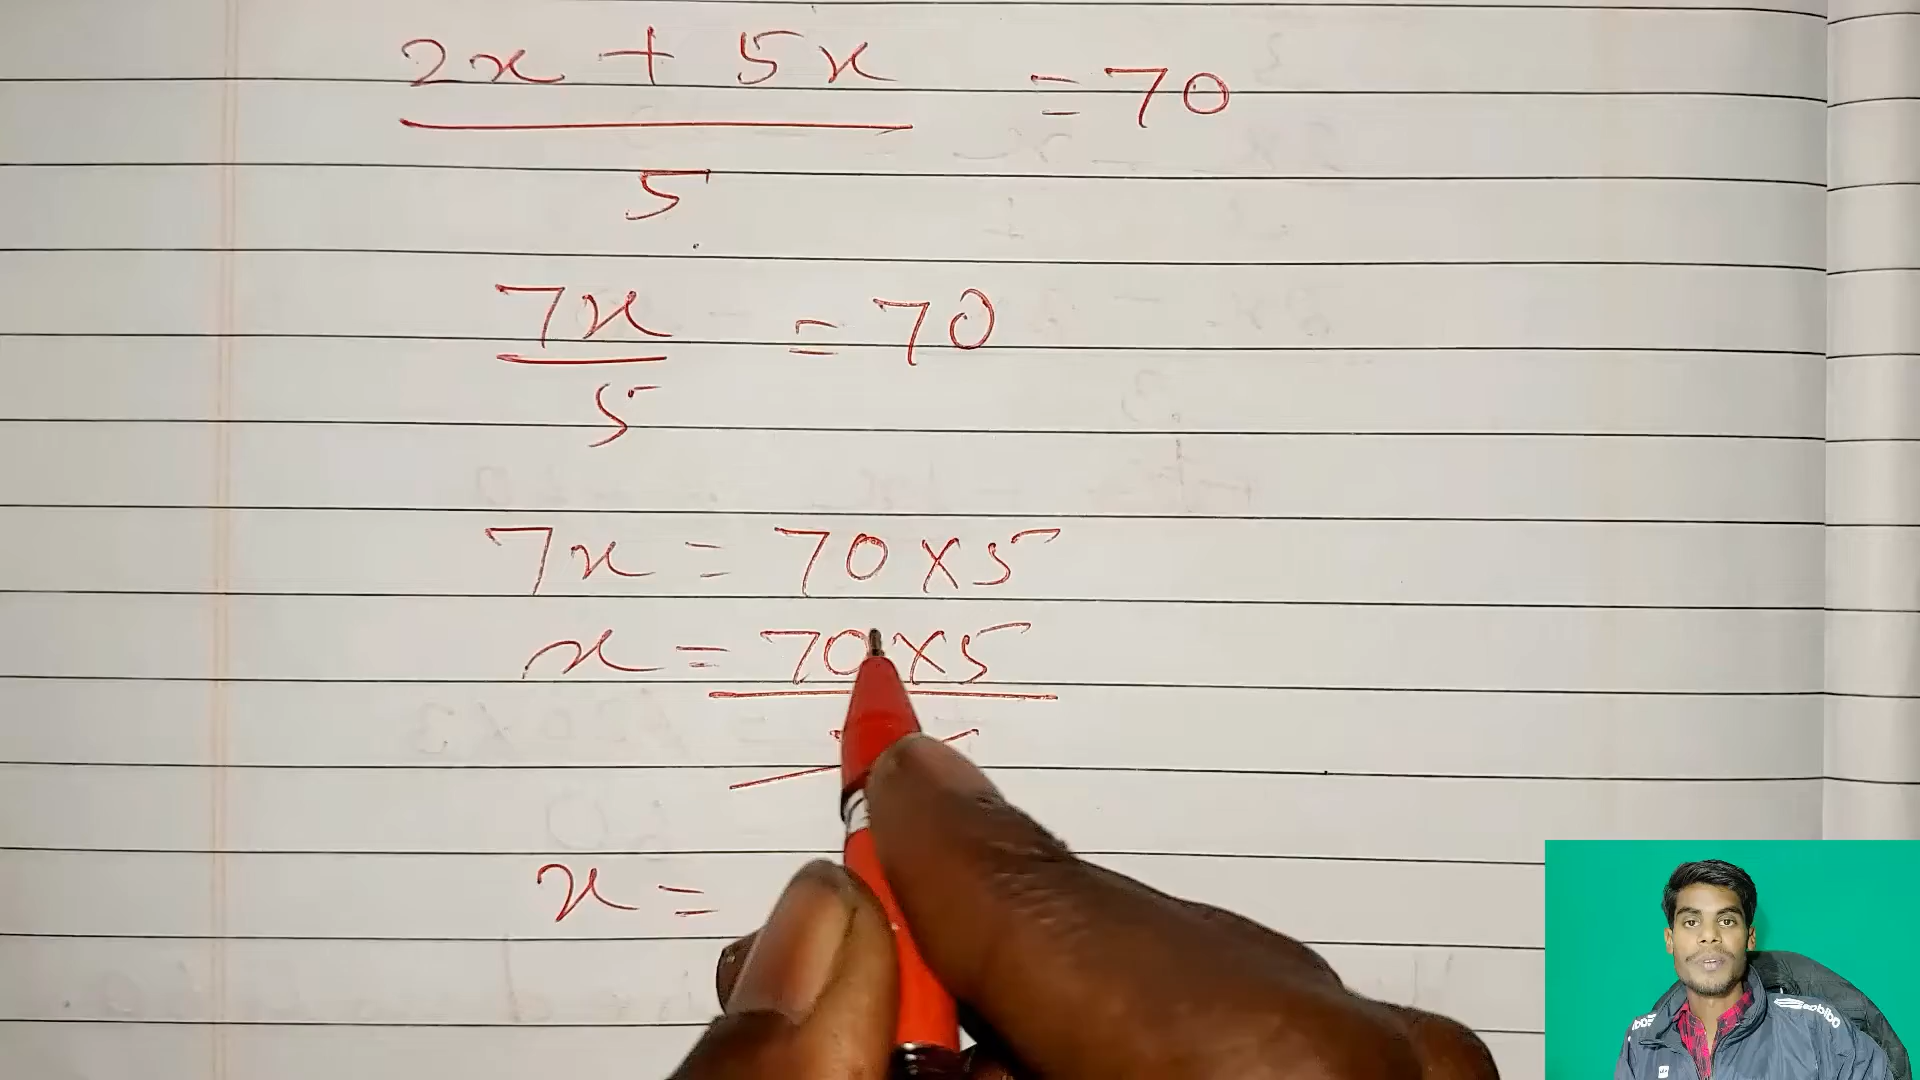 2x + 5x = 70
5
7x = 70
5
7x = 70 x 5
x = 70 x 5
x =